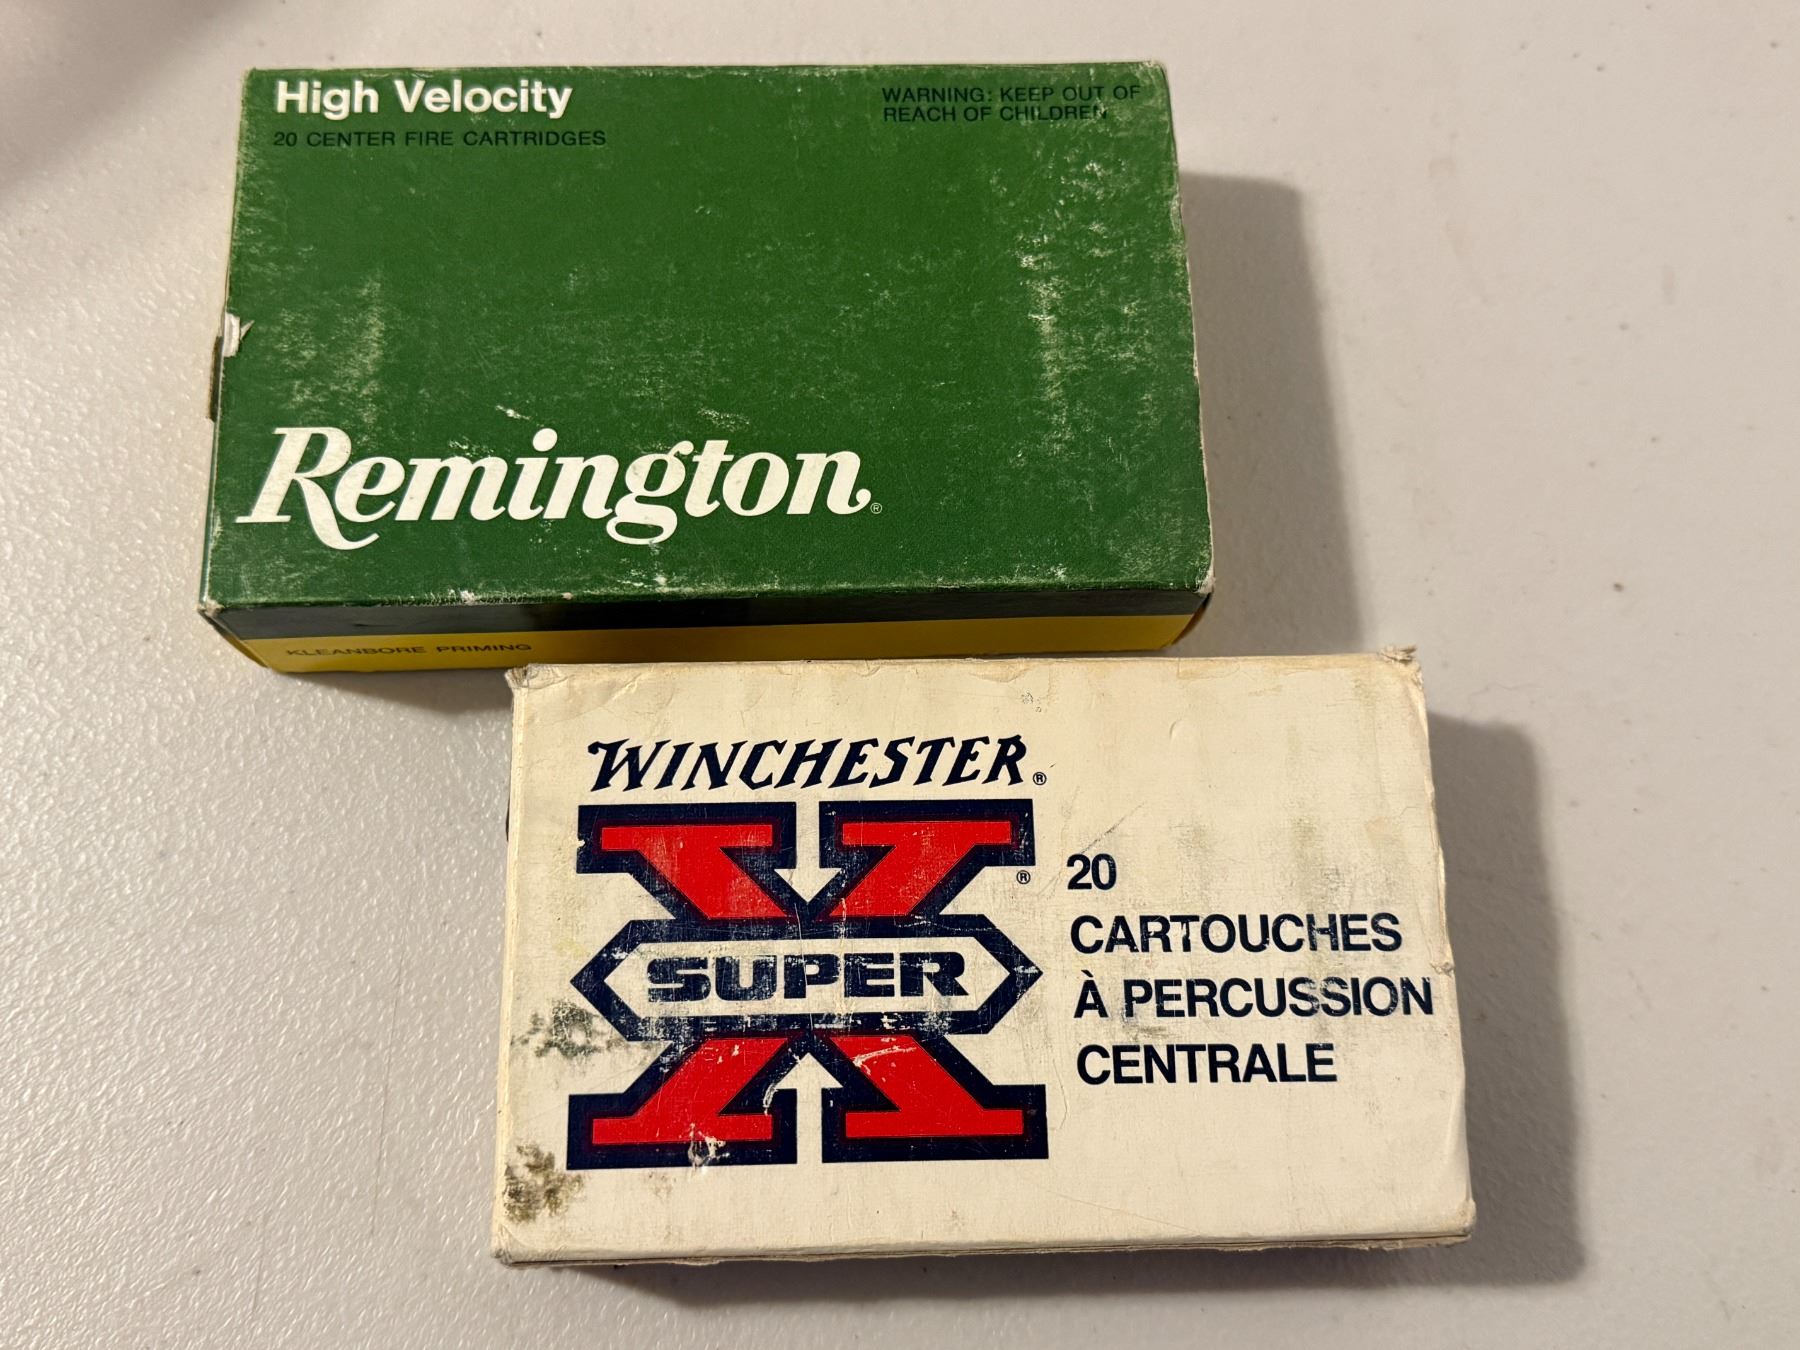 High Velocity
20 CENTER FIRE CARTRIDGES
WARNING: KEEP OUT OF
REACH OF CHILDREN
Remington®
KLEANBORE PRIMING
WINCHESTER®
SUPER
X
®
20
CARTOUCHES
À PERCUSSION
CENTRALE